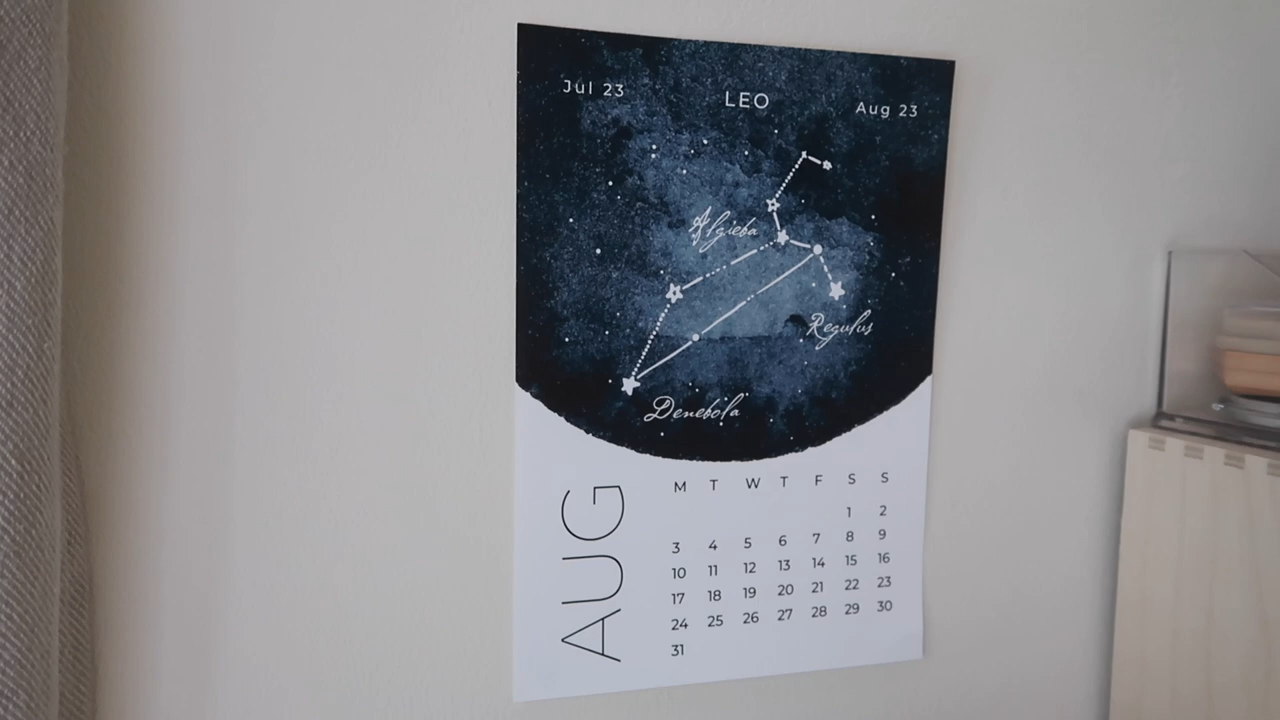 Jul 23 LEO Aug 23
Algieba
Regulus
Denebola
AUG
M T W T F S S
1 2
3 4 5 6 7 8 9
10 11 12 13 14 15 16
17 18 19 20 21 22 23
24 25 26 27 28 29 30
31